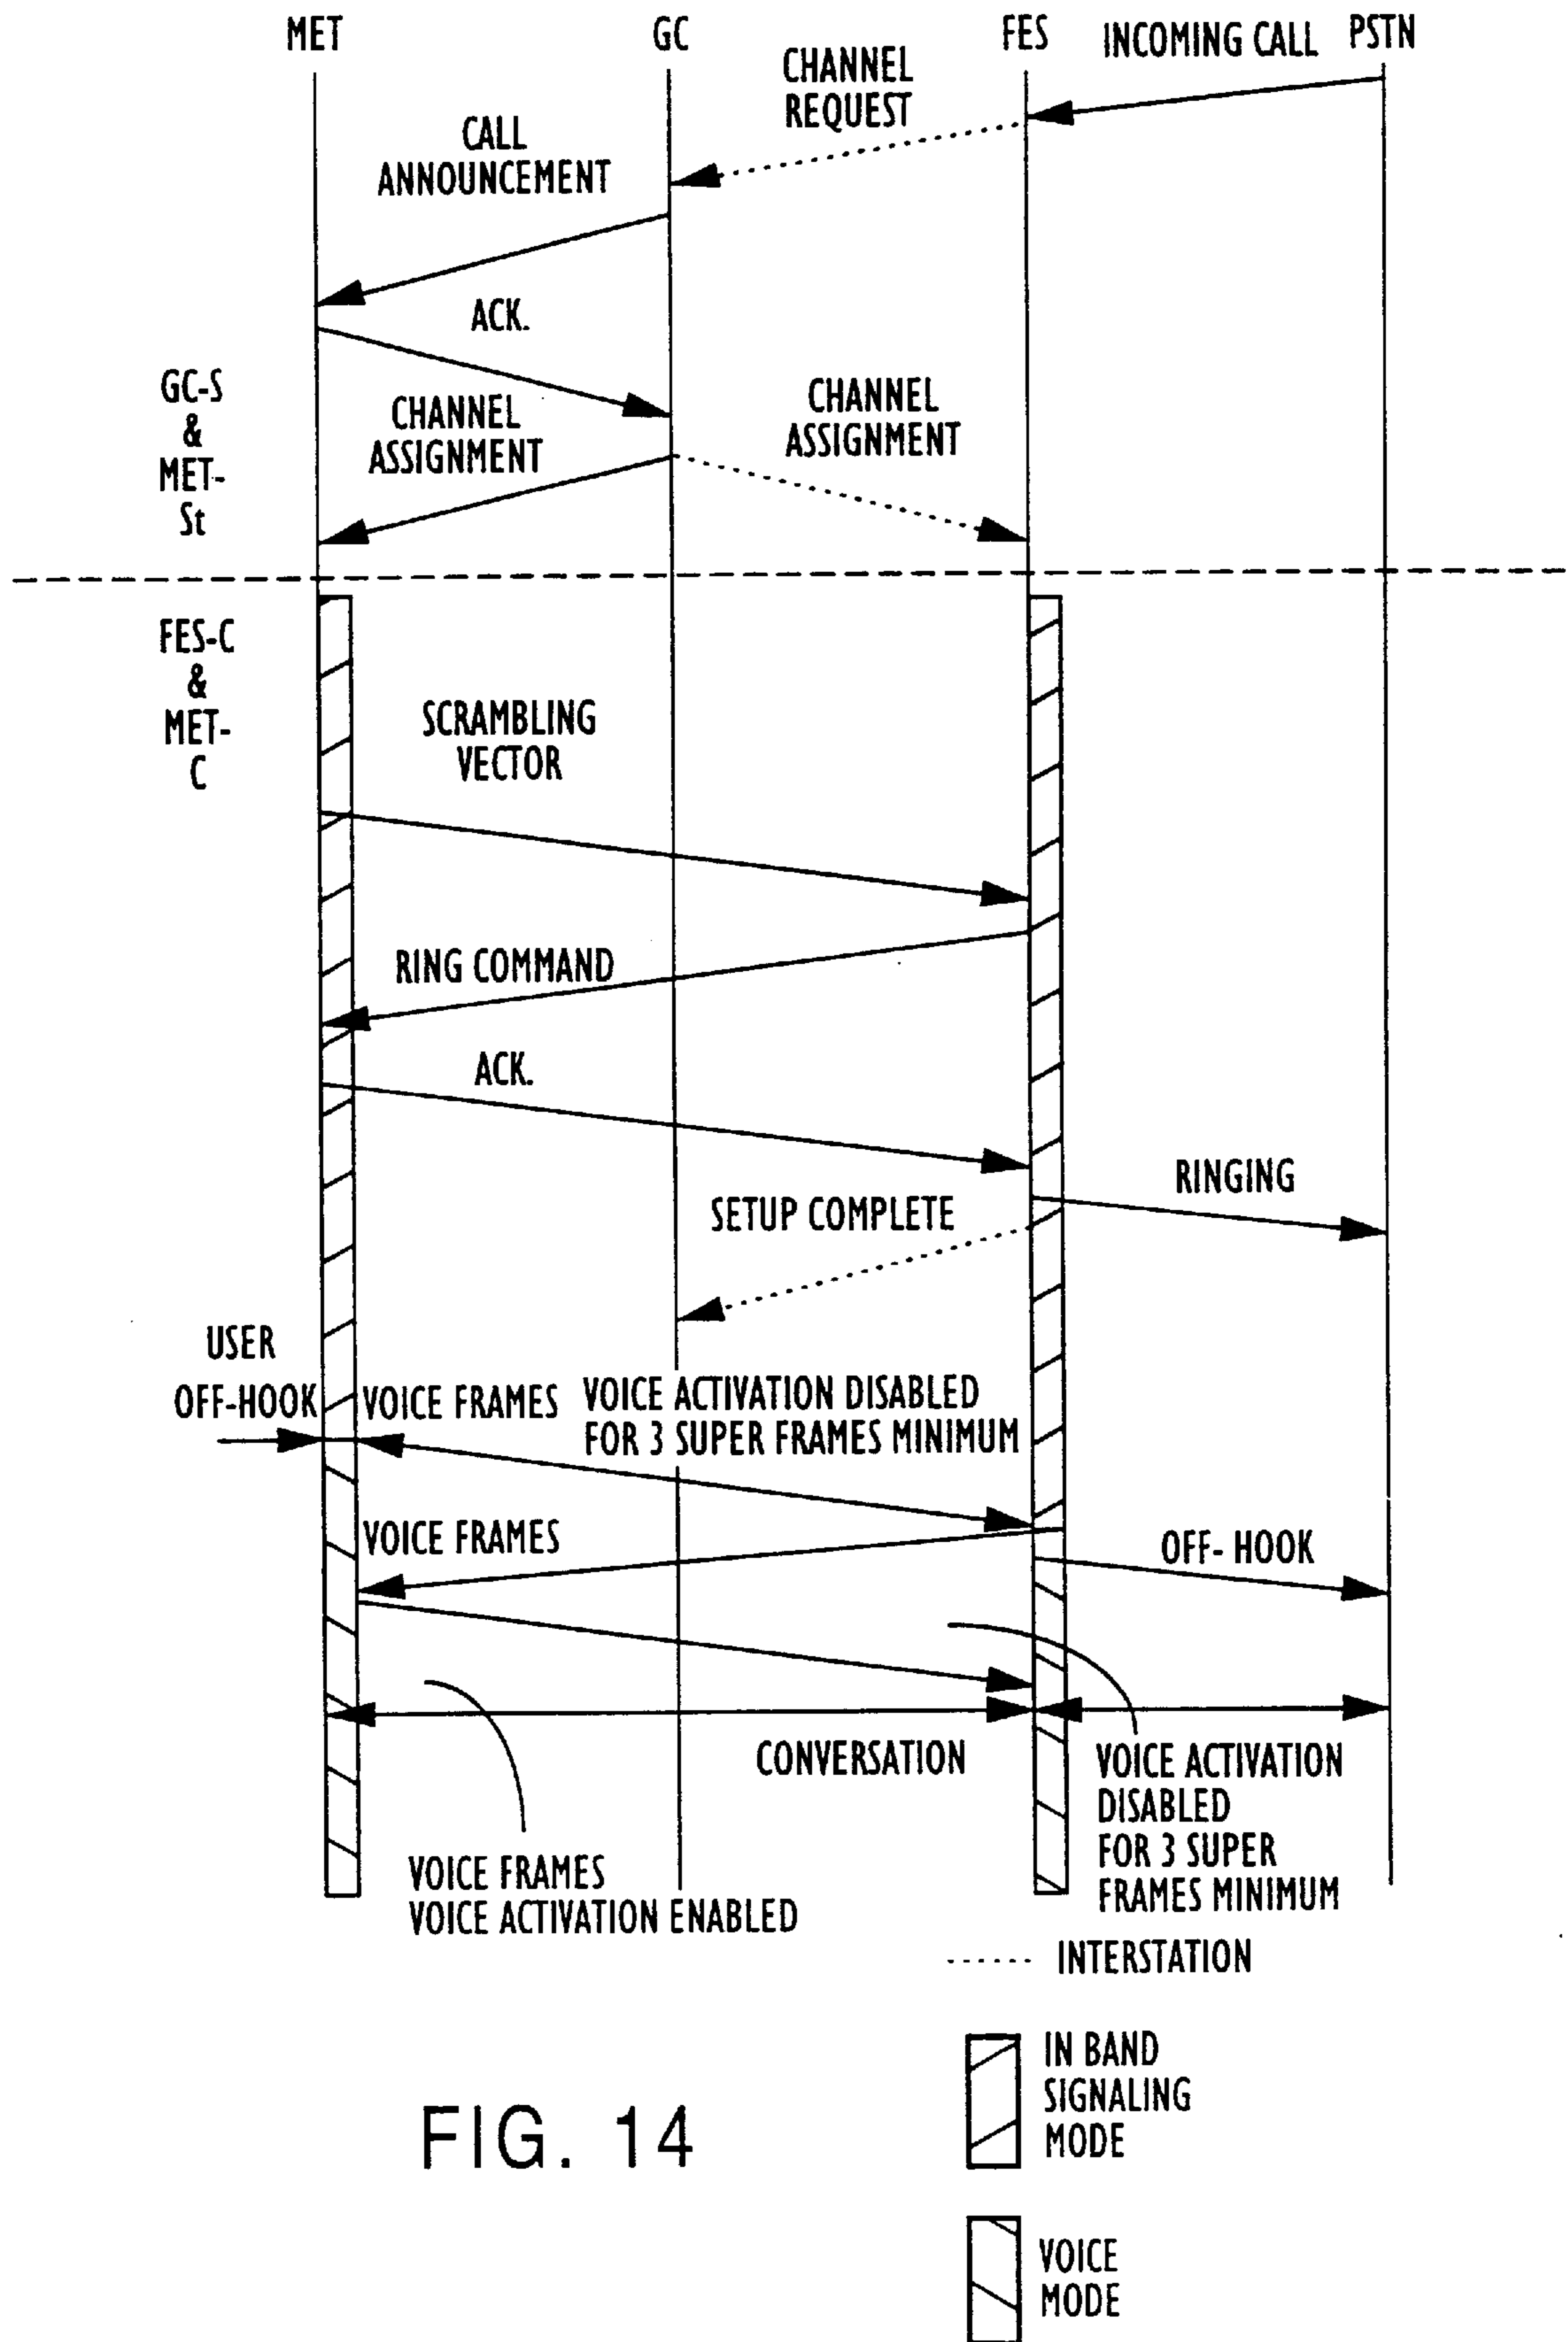 MET
GC
FES
INCOMING CALL
PSTN
CHANNEL
REQUEST
CALL
ANNOUNCEMENT
ACK.
GC-S
&
MET-
St
CHANNEL
ASSIGNMENT
CHANNEL
ASSIGNMENT
FES-C
&
MET-
C
SCRAMBLING
VECTOR
RING COMMAND
ACK.
RINGING
SETUP COMPLETE
USER
OFF-HOOK
VOICE FRAMES
VOICE ACTIVATION DISABLED
FOR 3 SUPER FRAMES MINIMUM
VOICE FRAMES
OFF- HOOK
CONVERSATION
VOICE ACTIVATION
DISABLED
FOR 3 SUPER
FRAMES MINIMUM
VOICE FRAMES
VOICE ACTIVATION ENABLED
INTERSTATION
IN BAND
SIGNALING
MODE
FIG. 14
VOICE
MODE